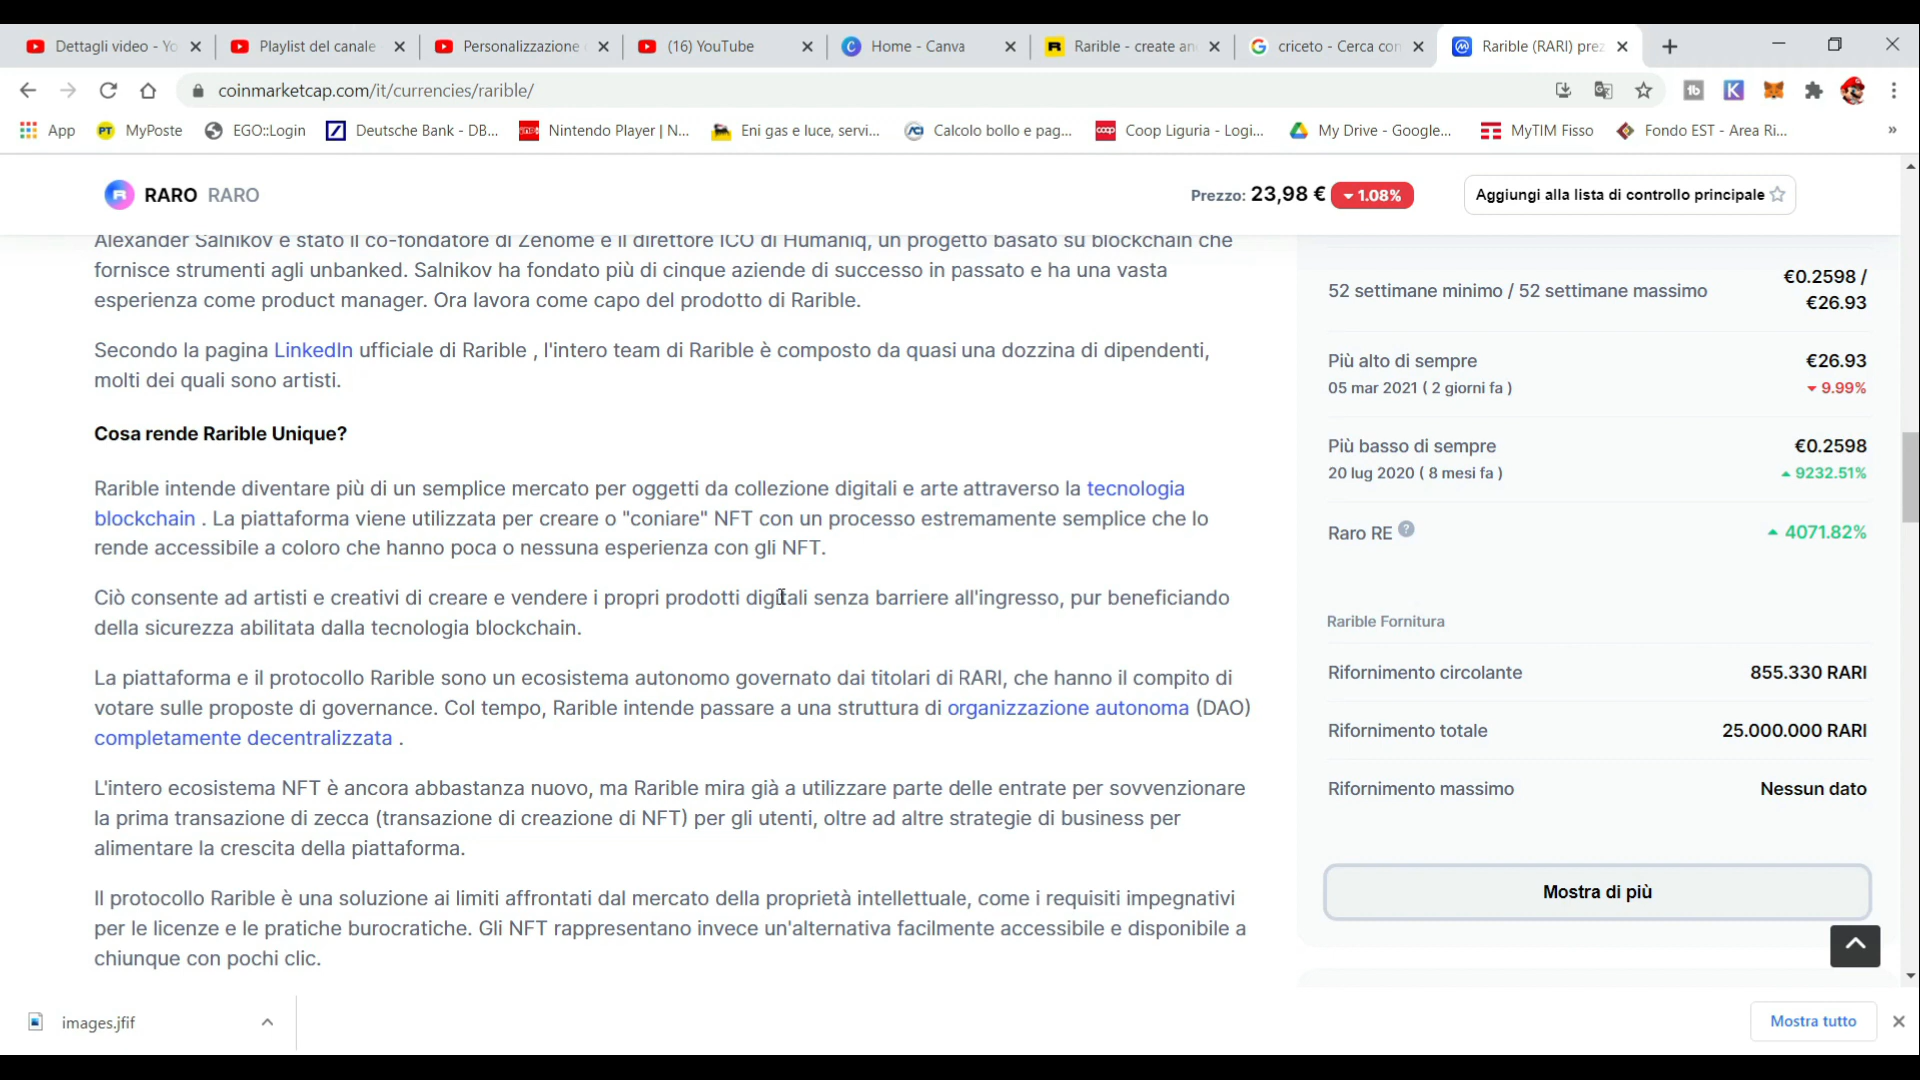 Dettagli video - Yo
Playlist del canale
Personalizzazione
(16) YouTube
Home - Canva
Rarible - create an
criceto - Cerca con
Rarible (RARI) prez
coinmarketcap.com/it/currencies/rarible/
App
MyPoste
EGO::Login
Deutsche Bank - DB...
Nintendo Player | N...
Eni gas e luce, servi...
Calcolo bollo e pag...
Coop Liguria - Logi...
My Drive - Google...
MyTIM Fisso
Fondo EST - Area Ri...
»
RARO RARO
Prezzo: 23,98 € 1.08%
Aggiungi alla lista di controllo principale
Alexander Salnikov è stato il co-fondatore di Zenome e il direttore ICO di Humaniq, un progetto basato su blockchain che
fornisce strumenti agli unbanked. Salnikov ha fondato più di cinque aziende di successo in passato e ha una vasta
esperienza come product manager. Ora lavora come capo del prodotto di Rarible.
Secondo la pagina LinkedIn ufficiale di Rarible , l'intero team di Rarible è composto da quasi una dozzina di dipendenti,
molti dei quali sono artisti.
Cosa rende Rarible Unique?
Rarible intende diventare più di un semplice mercato per oggetti da collezione digitali e arte attraverso la tecnologia
blockchain . La piattaforma viene utilizzata per creare o "coniare" NFT con un processo estremamente semplice che lo
rende accessibile a coloro che hanno poca o nessuna esperienza con gli NFT.
Ciò consente ad artisti e creativi di creare e vendere i propri prodotti digitali senza barriere all'ingresso, pur beneficiando
della sicurezza abilitata dalla tecnologia blockchain.
La piattaforma e il protocollo Rarible sono un ecosistema autonomo governato dai titolari di RARI, che hanno il compito di
votare sulle proposte di governance. Col tempo, Rarible intende passare a una struttura di organizzazione autonoma (DAO)
completamente decentralizzata .
L'intero ecosistema NFT è ancora abbastanza nuovo, ma Rarible mira già a utilizzare parte delle entrate per sovvenzionare
la prima transazione di zecca (transazione di creazione di NFT) per gli utenti, oltre ad altre strategie di business per
alimentare la crescita della piattaforma.
Il protocollo Rarible è una soluzione ai limiti affrontati dal mercato della proprietà intellettuale, come i requisiti impegnativi
per le licenze e le pratiche burocratiche. Gli NFT rappresentano invece un'alternativa facilmente accessibile e disponibile a
chiunque con pochi clic.
52 settimane minimo / 52 settimane massimo
€0.2598 /
€26.93
Più alto di sempre €26.93
05 mar 2021 ( 2 giorni fa ) 9.99%
Più basso di sempre €0.2598
20 lug 2020 ( 8 mesi fa ) 9232.51%
Raro RE ? 4071.82%
Rarible Fornitura
Rifornimento circolante 855.330 RARI
Rifornimento totale 25.000.000 RARI
Rifornimento massimo Nessun dato
Mostra di più
images.jfif
Mostra tutto